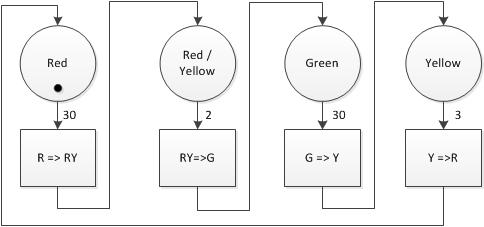 Red
Red /
Yellow
Green
Yellow
30
2
30
3
R => RY
RY=>G
G => Y
Y =>R